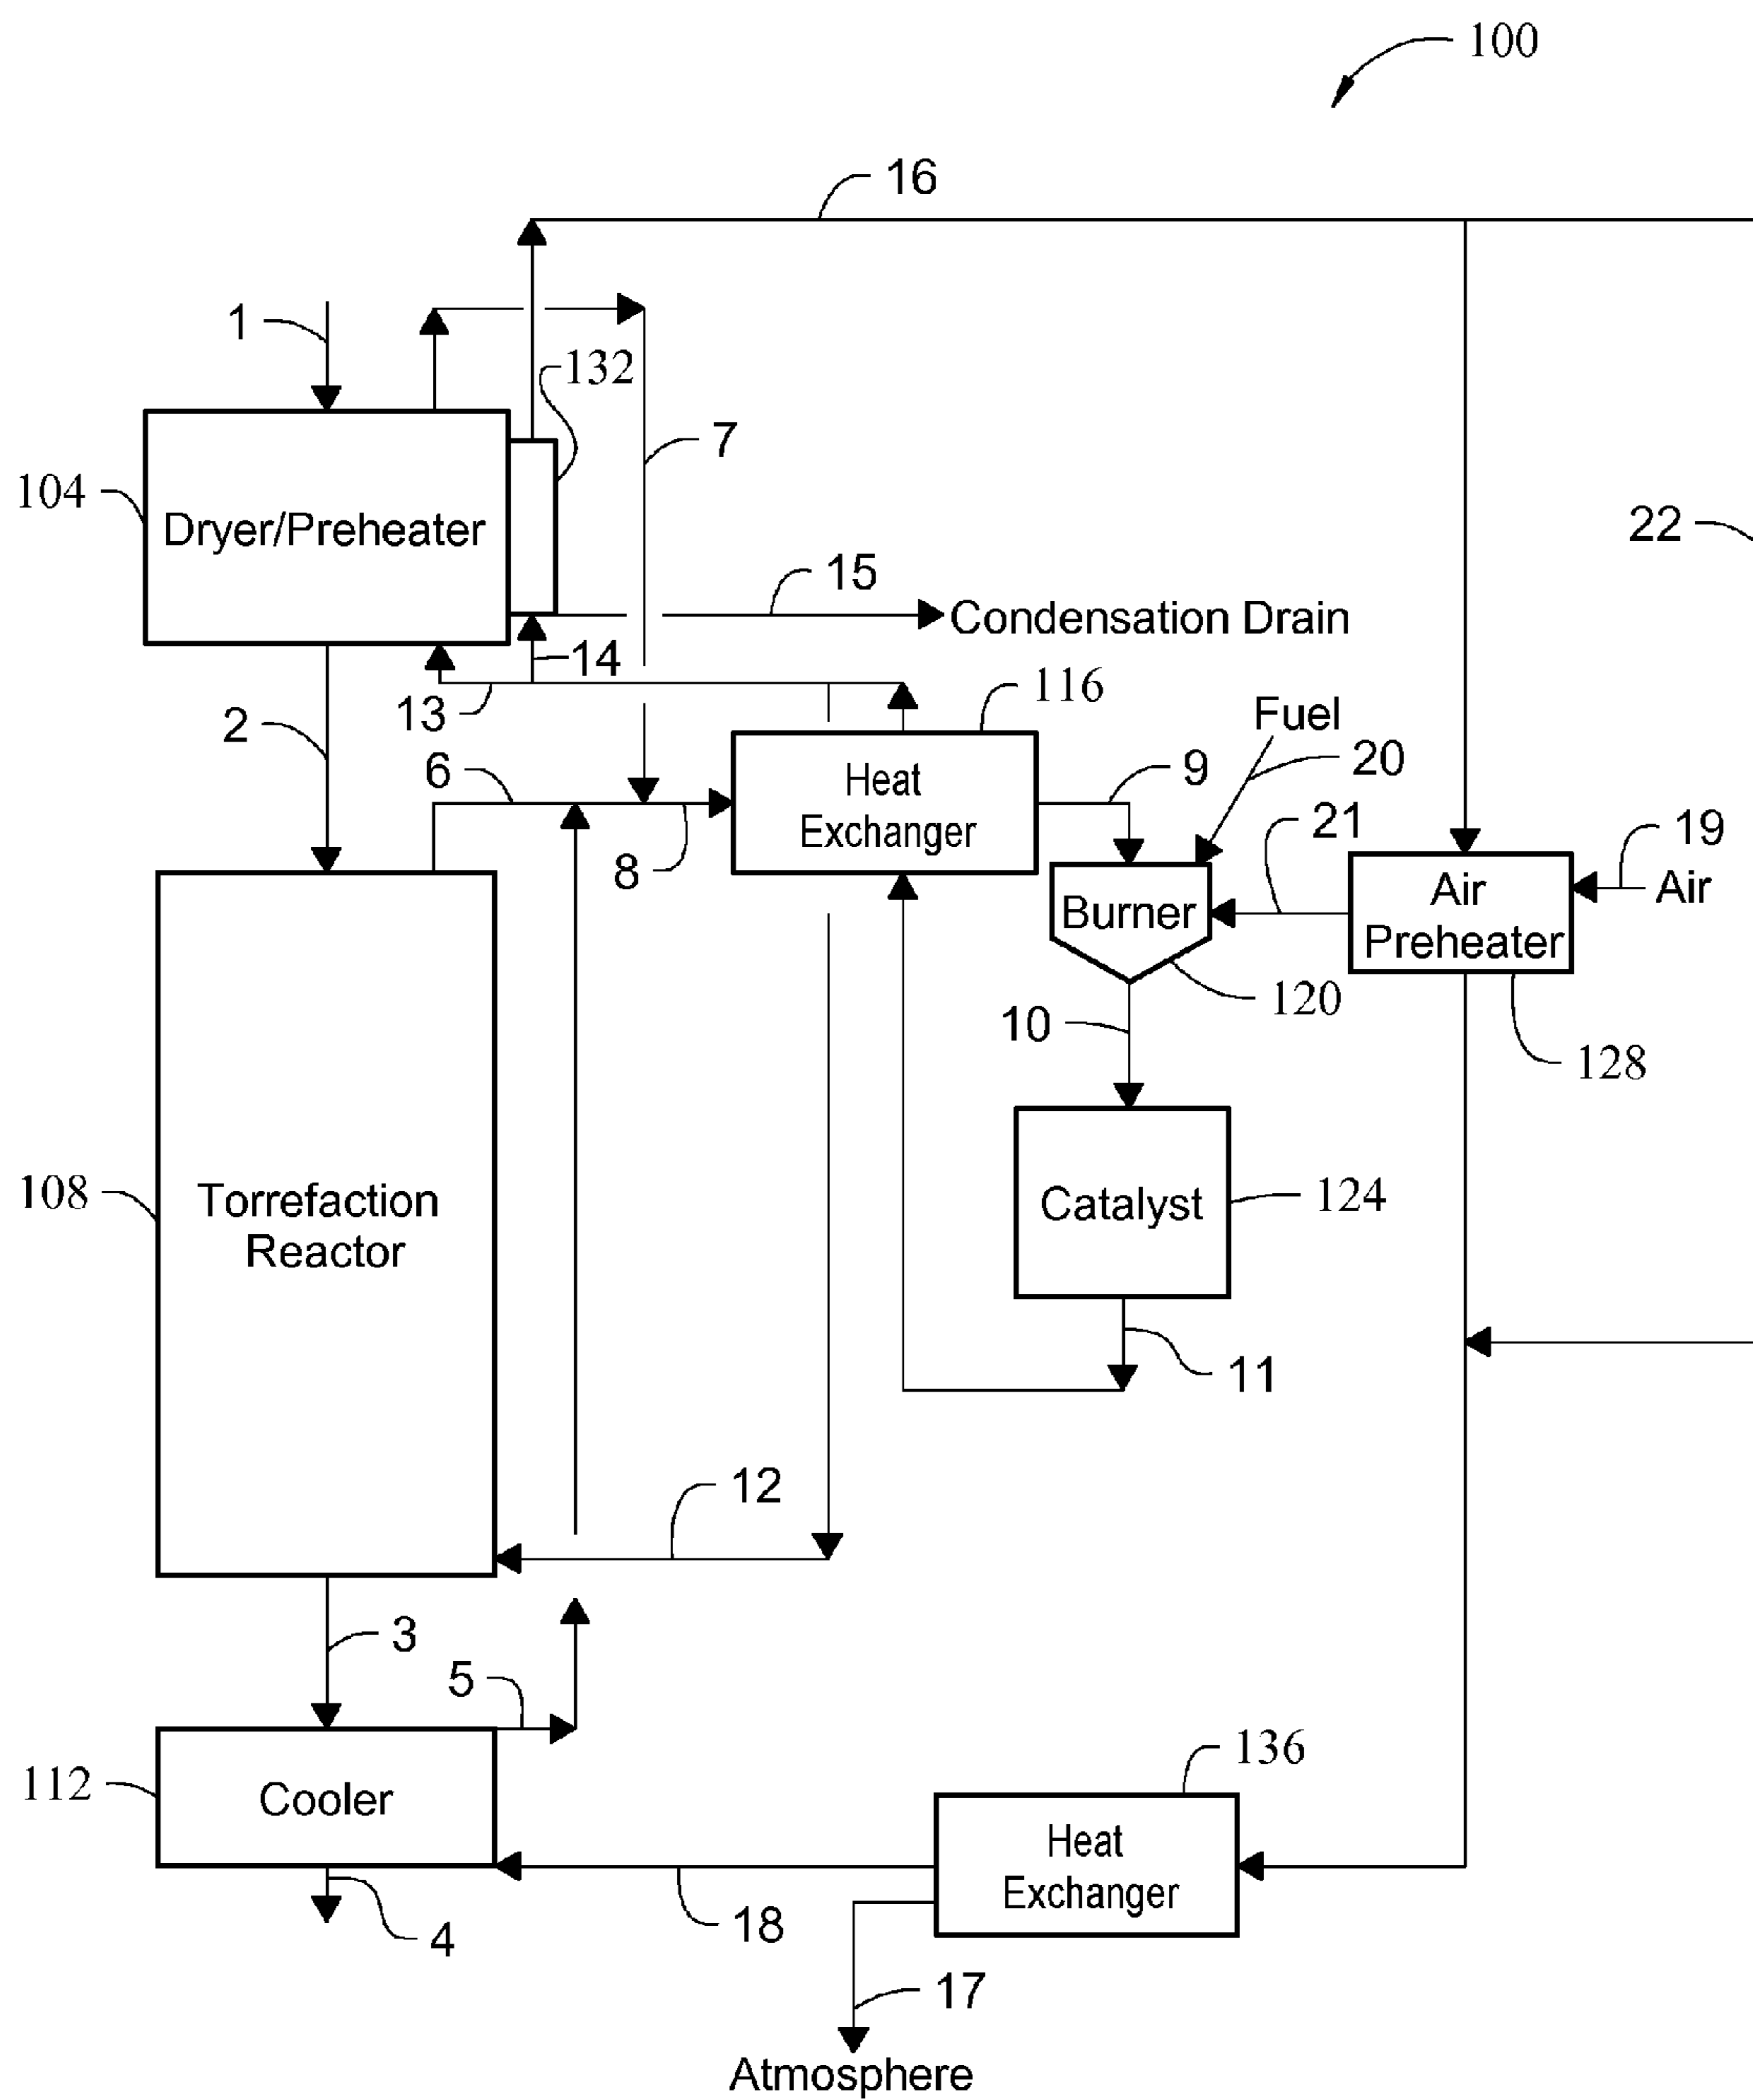 100
16
1
132
7
104
Dryer/Preheater
22
15
Condensation Drain
14
13
116
2
Fuel
6
9
20
Heat
Exchanger
21
19
8
Burner
Air
Preheater
Air
10
120
128
108
Torrefaction
Reactor
Catalyst
124
11
12
3
5
136
112
Cooler
Heat
Exchanger
4
18
17
Atmosphere